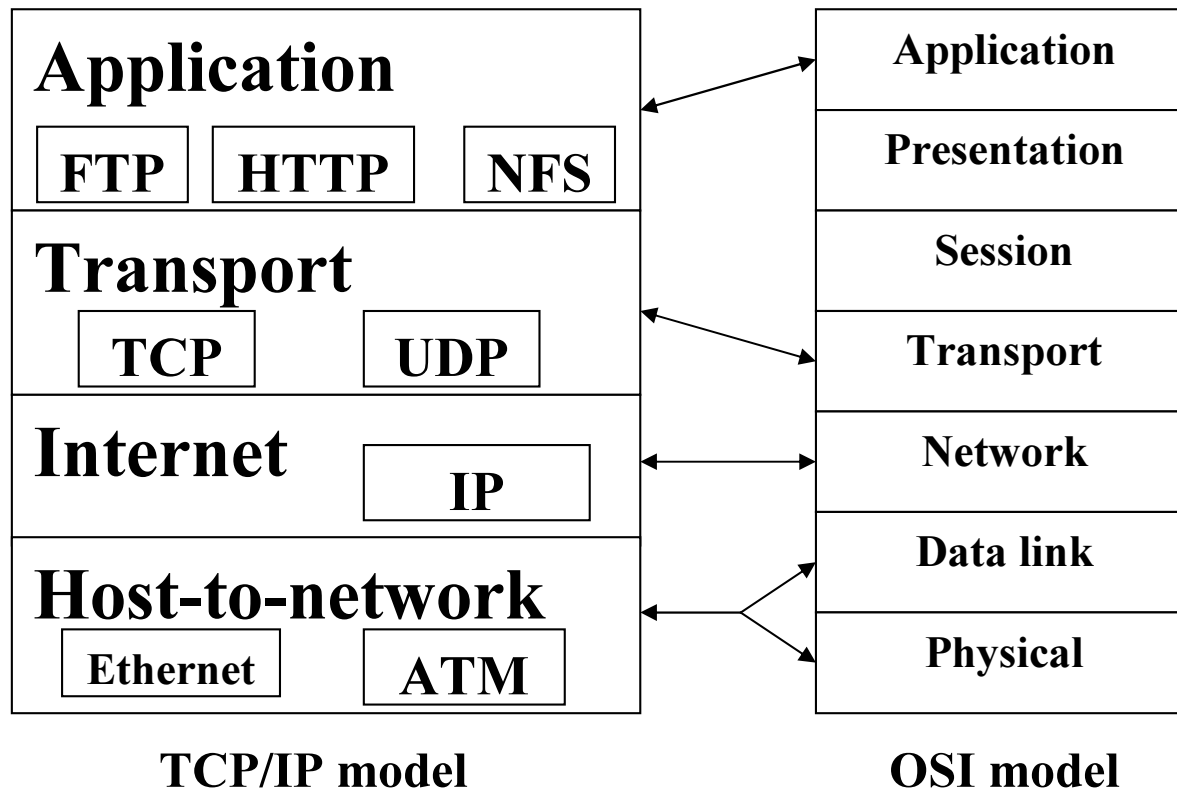 Application
FTP HTTP NFS
Transport
TCP UDP
Internet
IP
Host-to-network
Ethernet ATM
TCP/IP model
Application
Presentation
Session
Transport
Network
Data link
Physical
OSI model